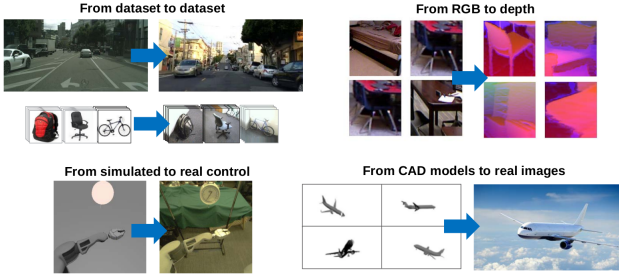 From dataset to dataset
From RGB to depth
From simulated to real control
From CAD models to real images